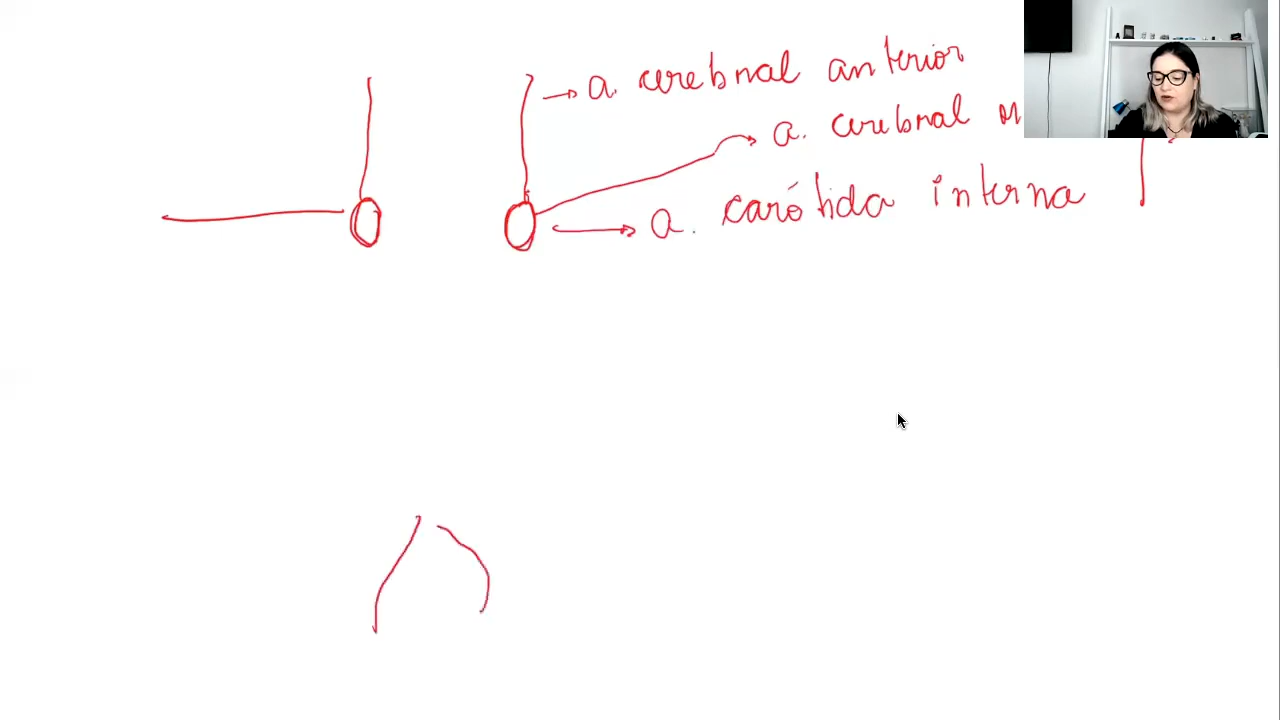 a. cerebral anterior
a. cerebral
a. carótida interna